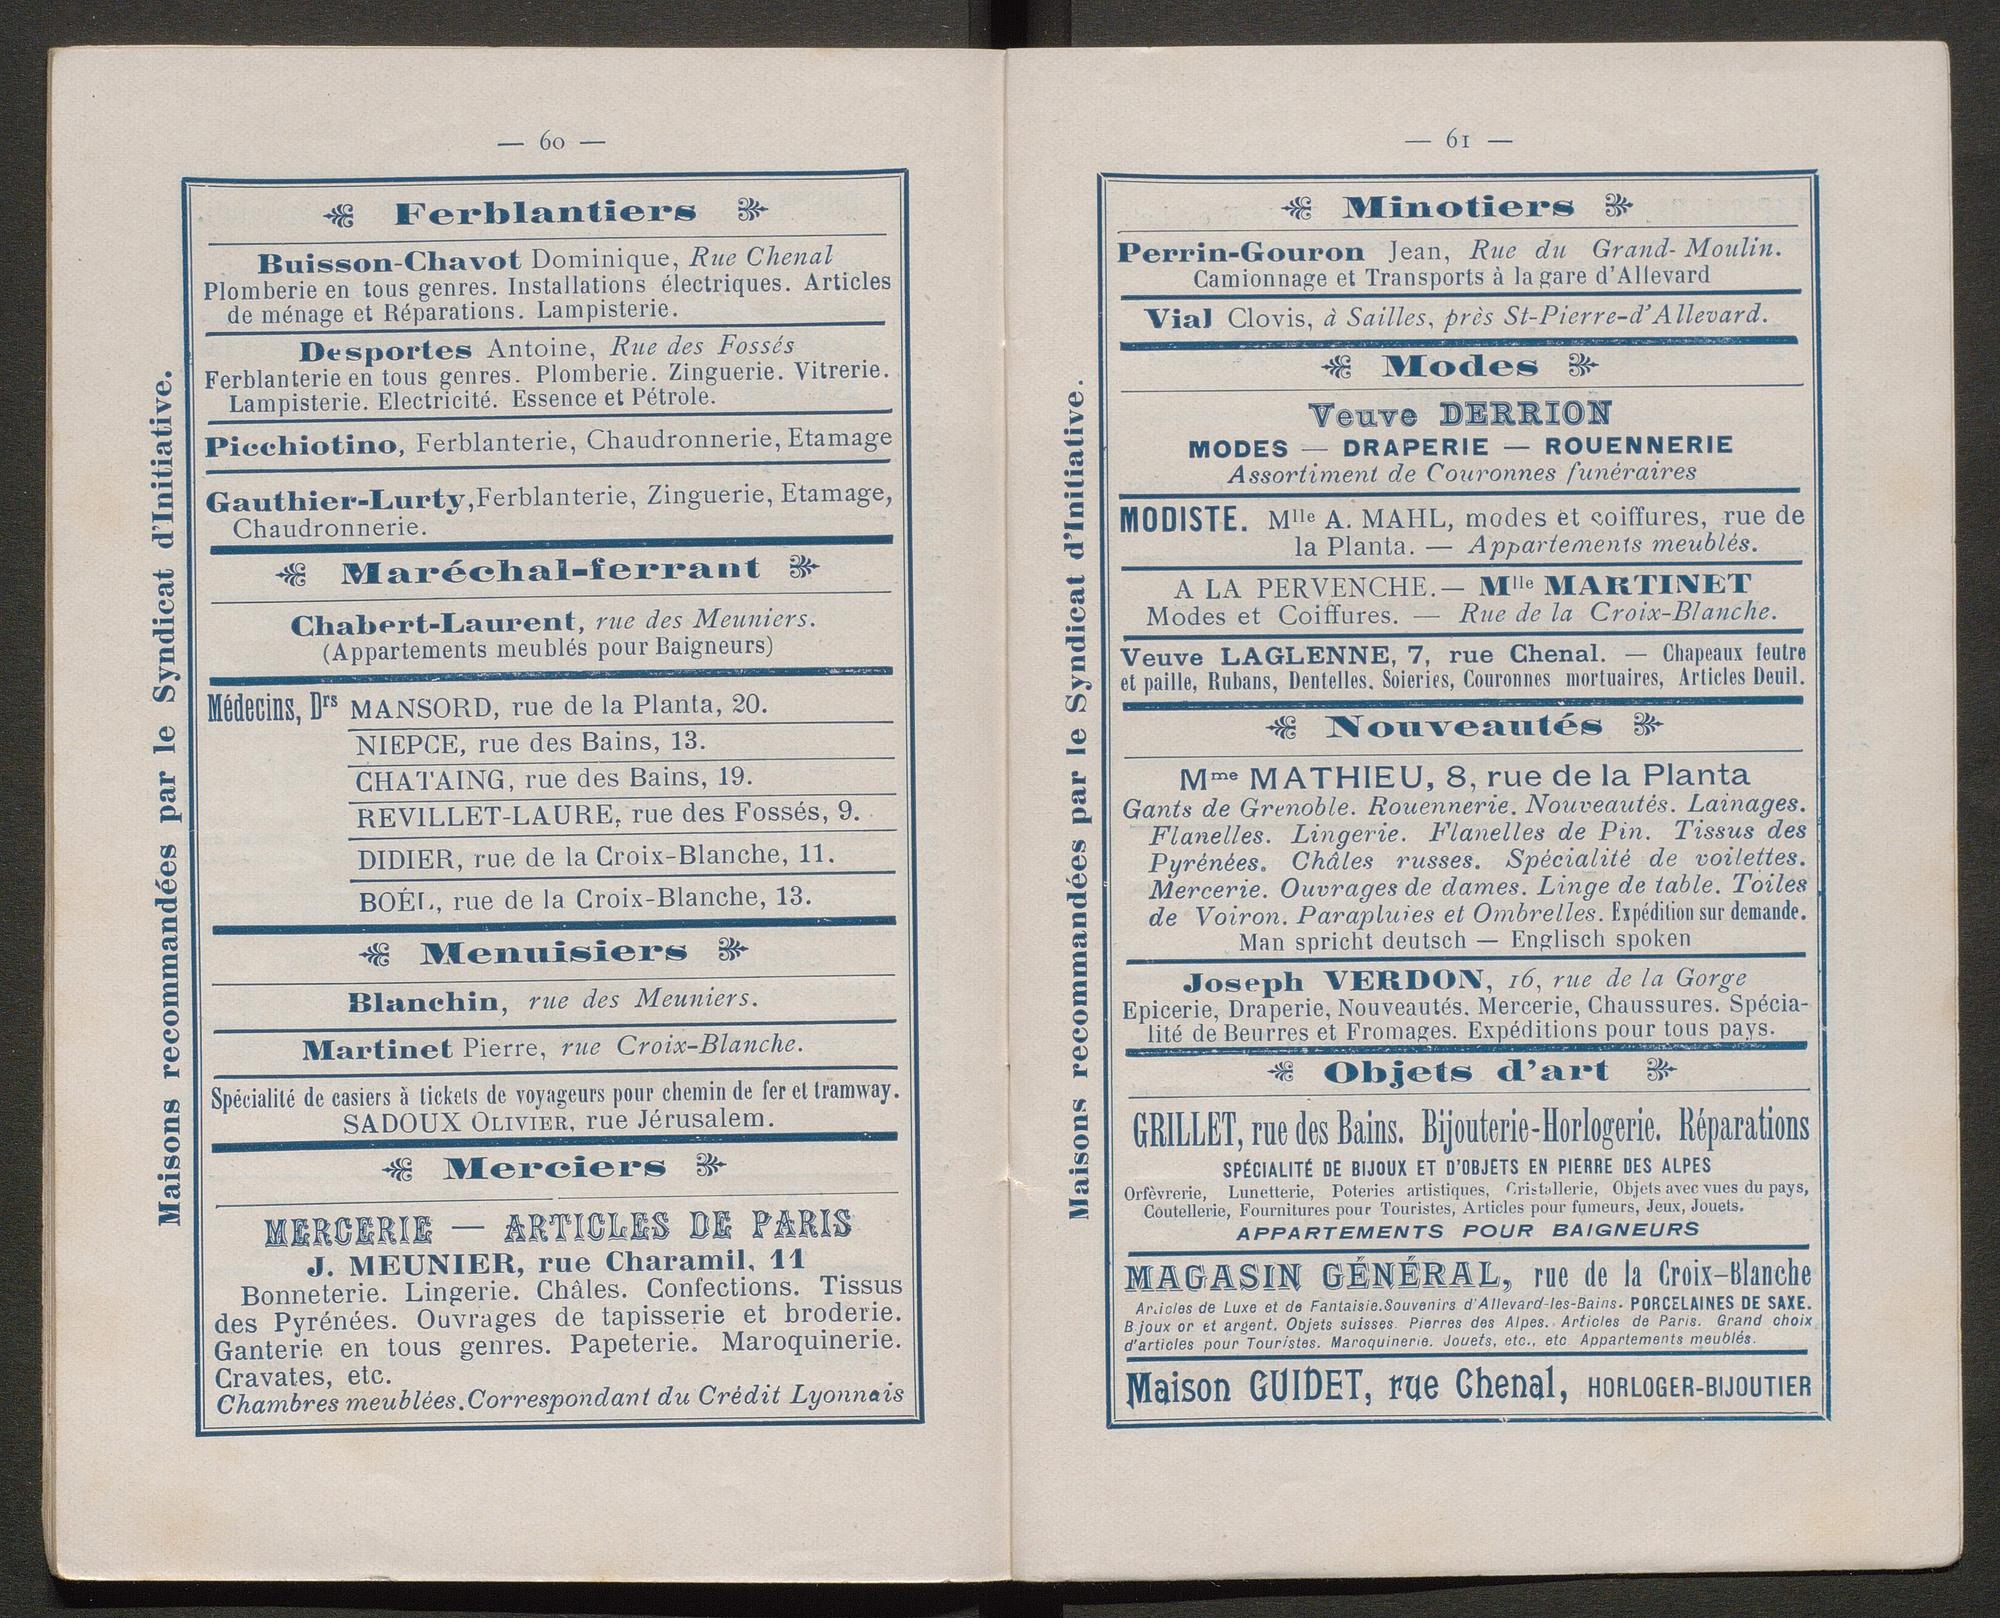 — 60 —
Maisons recommandées par le Syndicat d'Initiative.
Ferblantiers
Buisson-Chavot Dominique, Rue Chenal
Plomberie en tous genres. Installations électriques. Articles
de ménage et Réparations. Lampisterie.
Desportes Antoine, Rue des Fossés
Ferblanterie en tous genres. Plomberie. Zinguerie. Vitrerie.
Lampisterie. Electricité. Essence et Pétrole.
Picchiotino, Ferblanterie, Chaudronnerie, Etamage
Gauthier-Lurty, Ferblanterie, Zinguerie, Etamage,
Chaudronnerie.
Maréchal-ferrant
Chabert-Laurent, rue des Meuniers.
(Appartements meublés pour Baigneurs)
Médecins, Drs MANSORD, rue de la Planta, 20.
NIEPCE, rue des Bains, 13.
CHATAING, rue des Bains, 19.
REVILLET-LAURE, rue des Fossés, 9.
DIDIER, rue de la Croix-Blanche, 11.
BOËL, rue de la Croix-Blanche, 13.
Menuisiers
Blanchin, rue des Meuniers.
Martinet Pierre, rue Croix-Blanche.
Spécialité de casiers à tickets de voyageurs pour chemin de fer et tramway.
SADOUX OLIVIER, rue Jérusalem.
Merciers
MERCERIE — ARTICLES DE PARIS
J. MEUNIER, rue Charamil, 11
Bonneterie. Lingerie. Châles. Confections. Tissus
des Pyrénées. Ouvrages de tapisserie et broderie.
Ganterie en tous genres. Papeterie. Maroquinerie.
Cravates, etc.
Chambres meublées. Correspondant du Crédit Lyonnais
— 61 —
Maisons recommandées par le Syndicat d'Initiative.
Minotiers
Perrin-Gouron Jean, Rue du Grand-Moulin.
Camionnage et Transports à la gare d'Allevard
Vial Clovis, à Sailles, près St-Pierre-d'Allevard.
Modes
Veuve DERRION
MODES — DRAPERIE — ROUENNERIE
Assortiment de Couronnes funéraires
MODISTE. Mlle A. MAHL, modes et coiffures, rue de
la Planta. — Appartements meublés.
A LA PERVENCHE. — Mlle MARTINET
Modes et Coiffures. — Rue de la Croix-Blanche.
Veuve LAGLENNE, 7, rue Chenal. — Chapeaux feutre
et paille, Rubans, Dentelles. Soieries, Couronnes mortuaires, Articles Deuil.
Nouveautés
Mme MATHIEU, 8, rue de la Planta
Gants de Grenoble. Rouennerie. Nouveautés. Lainages.
Flanelles. Lingerie. Flanelles de Pin. Tissus des
Pyrénées. Châles russes. Spécialité de voilettes.
Mercerie. Ouvrages de dames. Linge de table. Toiles
de Voiron. Parapluies et Ombrelles. Expédition sur demande.
Man spricht deutsch — Englisch spoken
Joseph VERDON, 16, rue de la Gorge
Epicerie, Draperie, Nouveautés. Mercerie, Chaussures. Spécia-
lité de Beurres et Fromages. Expéditions pour tous pays.
Objets d'art
GRILLET, rue des Bains. Bijouterie-Horlogerie. Réparations
SPÉCIALITÉ DE BIJOUX ET D'OBJETS EN PIERRE DES ALPES
Orfèvrerie, Lunetterie, Poteries artistiques, Cristallerie, Objets avec vues du pays,
Coutellerie, Fournitures pour Touristes, Articles pour fumeurs, Jeux, Jouets.
APPARTEMENTS POUR BAIGNEURS
MAGASIN GÉNÉRAL, rue de la Croix-Blanche
Articles de Luxe et de Fantaisie. Souvenirs d'Allevard-les-Bains. PORCELAINES DE SAXE.
Bijoux or et argent. Objets suisses. Pierres des Alpes. Articles de Paris. Grand choix
d'articles pour Touristes. Maroquinerie. Jouets, etc., etc Appartements meublés.
Maison GUIDET, rue Chenal, HORLOGER-BIJOUTIER